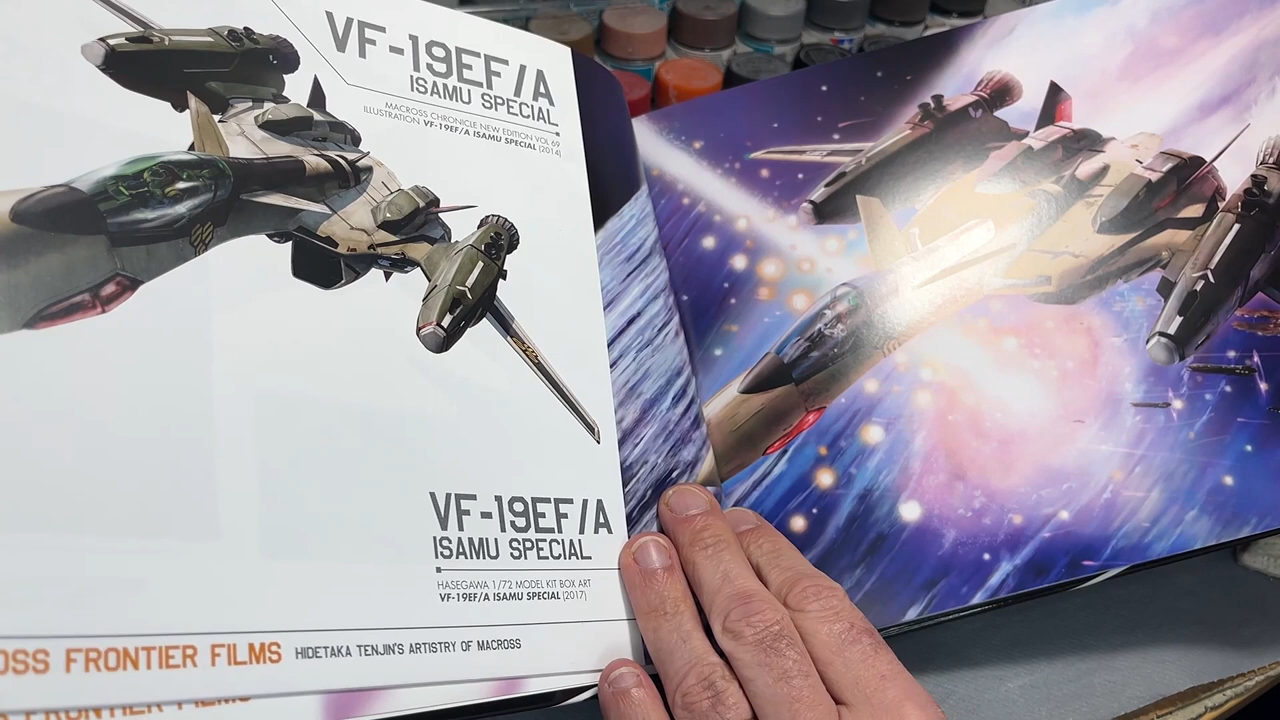 VF-19EF/A
ISAMU SPECIAL
MACROSS CHRONICLE NEW EDITION VOL 69
ILLUSTRATION VF-19EF/A ISAMU SPECIAL (2014)
VF-19EF/A
ISAMU SPECIAL
HASEGAWA 1/72 MODEL KIT BOX ART
VF-19EF/A ISAMU SPECIAL (2017)
OSS FRONTIER FILMS HIDETAKA TENJIN'S ARTISTRY OF MACROSS
FRONTIER FILMS